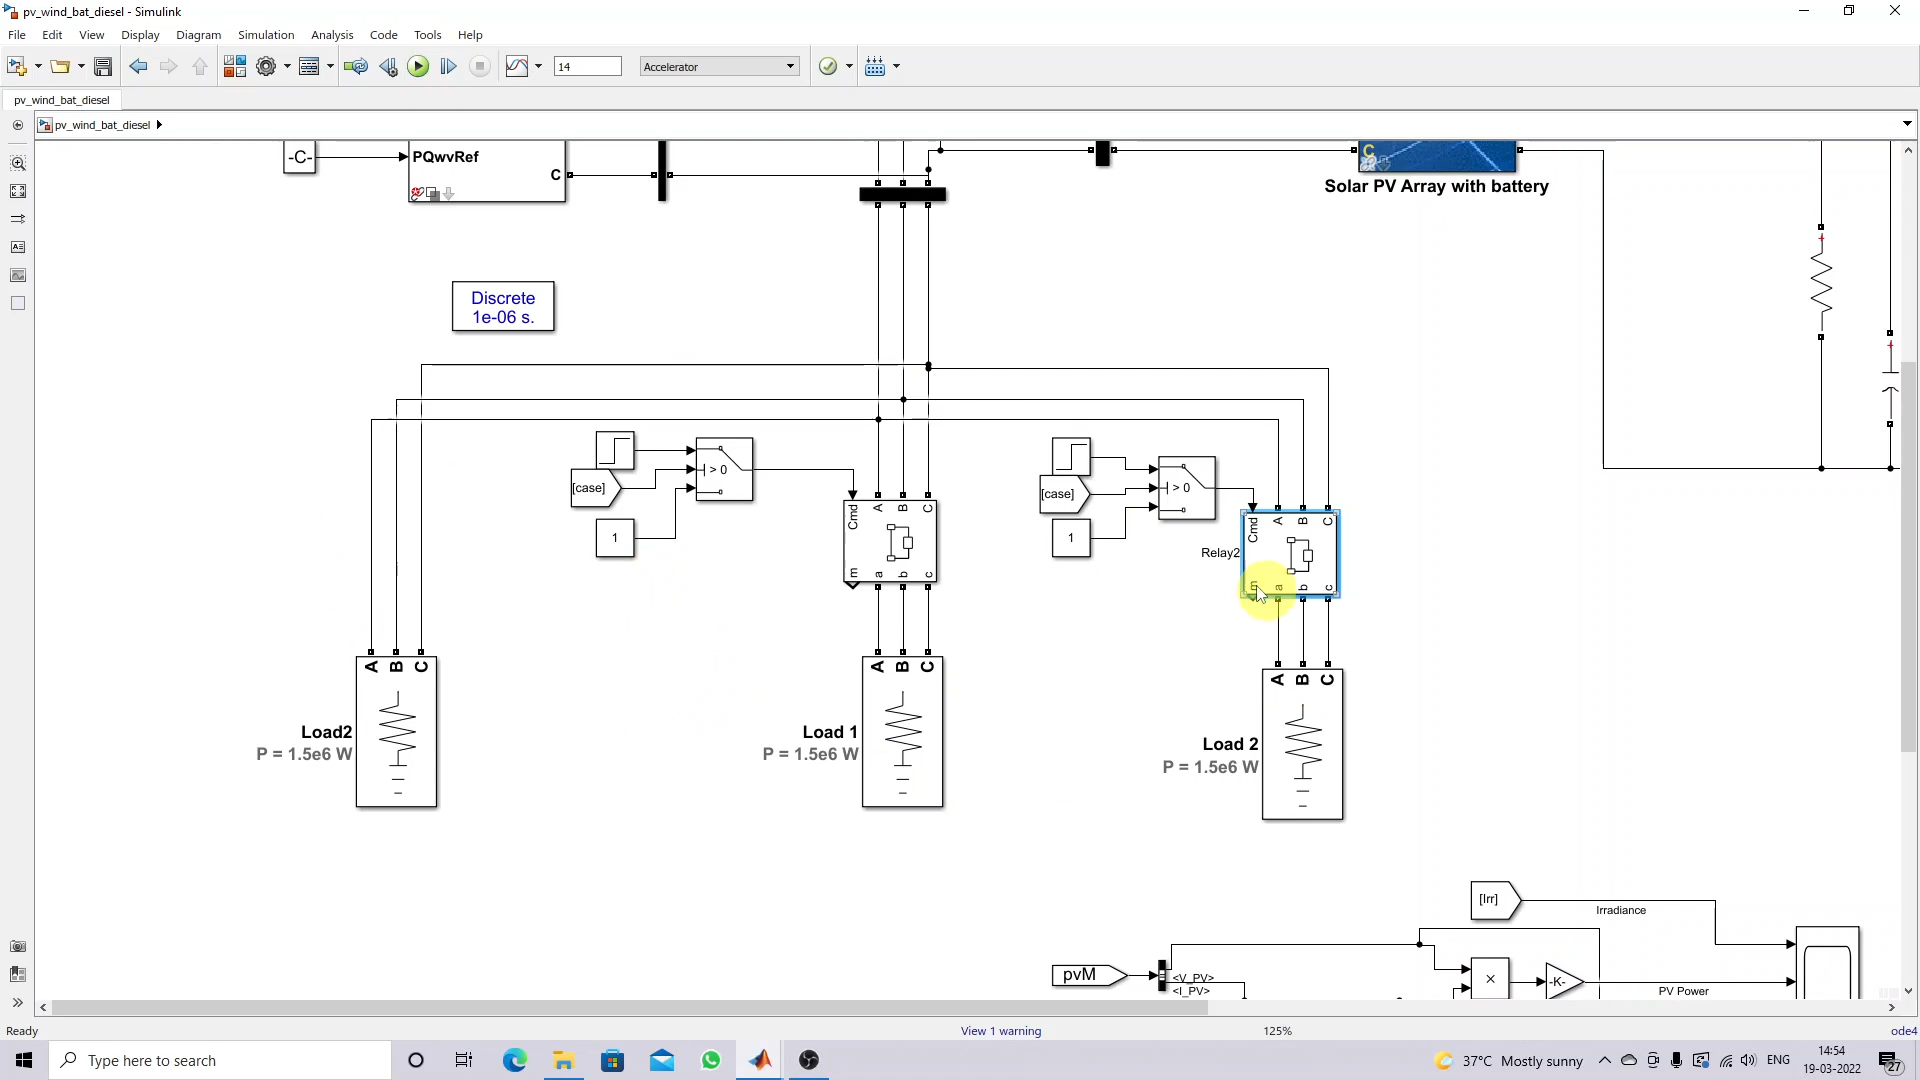 pv_wind_bat_diesel - Simulink
File Edit View Display Diagram Simulation Analysis Code Tools Help
14 Accelerator
pv_wind_bat_diesel
pv_wind_bat_diesel
-C- PQwvRef
C
C
Solar PV Array with battery
Discrete
1e-06 s.
[case] > 0
1
Cmd A B C
m a b c
[case] > 0
1
Relay2
Cmd A B C
m a b c
A B C
Load2
P = 1.5e6 W
A B C
Load 1
P = 1.5e6 W
A B C
Load 2
P = 1.5e6 W
[Irr]
Irradiance
pvM
<V_PV>
<I_PV>
×
-K-
PV Power
Ready View 1 warning 125% ode4
Type here to search
37°C Mostly sunny ENG
14:54
19-03-2022
27